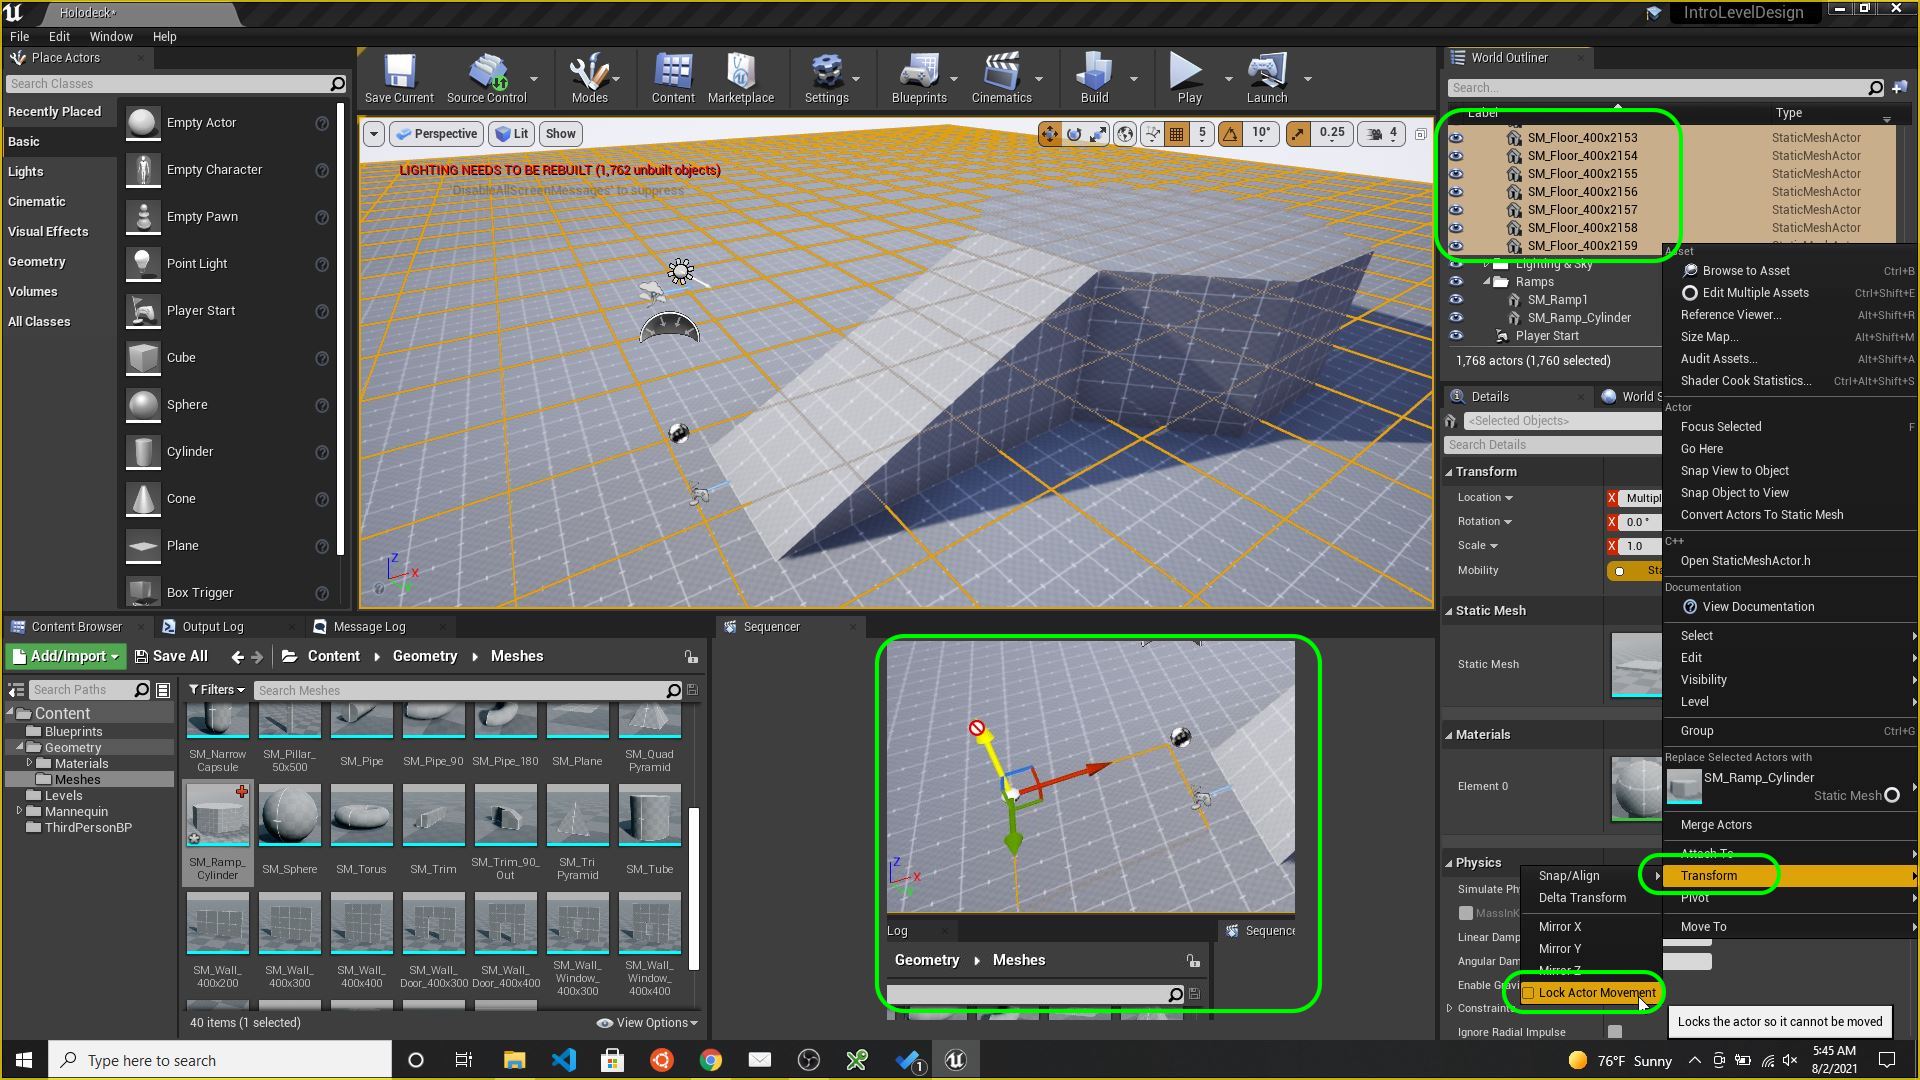 Holodeck*
IntroLevelDesign
File Edit Window Help
Place Actors
Search Classes
Recently Placed
Basic
Lights
Cinematic
Visual Effects
Geometry
Volumes
All Classes
Empty Actor
Empty Character
Empty Pawn
Point Light
Player Start
Cube
Sphere
Cylinder
Cone
Plane
Box Trigger
Save Current
Source Control
Modes
Content
Marketplace
Settings
Blueprints
Cinematics
Build
Play
Launch
Perspective
Lit
Show
5
10°
0.25
4
LIGHTING NEEDS TO BE REBUILT (1,762 unbuilt objects)
'DisableAllScreenMessages' to suppress
Z
X
World Outliner
Search...
Label
Type
SM_Floor_400x2153 StaticMeshActor
SM_Floor_400x2154 StaticMeshActor
SM_Floor_400x2155 StaticMeshActor
SM_Floor_400x2156 StaticMeshActor
SM_Floor_400x2157 StaticMeshActor
SM_Floor_400x2158 StaticMeshActor
SM_Floor_400x2159
Lighting & Sky
Ramps
SM_Ramp1
SM_Ramp_Cylinder
Player Start
1,768 actors (1,760 selected)
Details
World S
<Selected Objects>
Search Details
Transform
Location
X Multipl
Rotation
X 0.0 °
Scale
X 1.0
Mobility
Sta
Static Mesh
Static Mesh
Materials
Element 0
Physics
Simulate Ph
MassInK
Linear Damp
Angular Dam
Enable Gravi
Constraints
Ignore Radial Impulse
Asset
Browse to Asset Ctrl+B
Edit Multiple Assets Ctrl+Shift+E
Reference Viewer... Alt+Shift+R
Size Map... Alt+Shift+M
Audit Assets... Alt+Shift+A
Shader Cook Statistics... Ctrl+Alt+Shift+S
Actor
Focus Selected F
Go Here
Snap View to Object
Snap Object to View
Convert Actors To Static Mesh
C++
Open StaticMeshActor.h
Documentation
View Documentation
Select
Edit
Visibility
Level
Group Ctrl+G
Replace Selected Actors with
SM_Ramp_Cylinder
Static Mesh
Merge Actors
Attach To
Transform
Pivot
Move To
Snap/Align
Delta Transform
Mirror X
Mirror Y
Mirror Z
Lock Actor Movement
Locks the actor so it cannot be moved
Content Browser
Output Log
Message Log
Add/Import
Save All
Content
Geometry
Meshes
Search Paths
Filters
Search Meshes
Content
Blueprints
Geometry
Materials
Meshes
Levels
Mannequin
ThirdPersonBP
SM_Narrow
Capsule
SM_Pillar_
50x500
SM_Pipe
SM_Pipe_90
SM_Pipe_180
SM_Plane
SM_Quad
Pyramid
SM_Ramp_
Cylinder
SM_Sphere
SM_Torus
SM_Trim
SM_Trim_90_
Out
SM_Tri
Pyramid
SM_Tube
SM_Wall_
400x200
SM_Wall_
400x300
SM_Wall_
400x400
SM_Wall_
Door_400x300
SM_Wall_
Door_400x400
SM_Wall_
Window_
400x300
SM_Wall_
Window_
400x400
40 items (1 selected)
View Options
Sequencer
Z
X
Log
Sequence
Geometry
Meshes
Type here to search
1
76°F Sunny
5:45 AM
8/2/2021